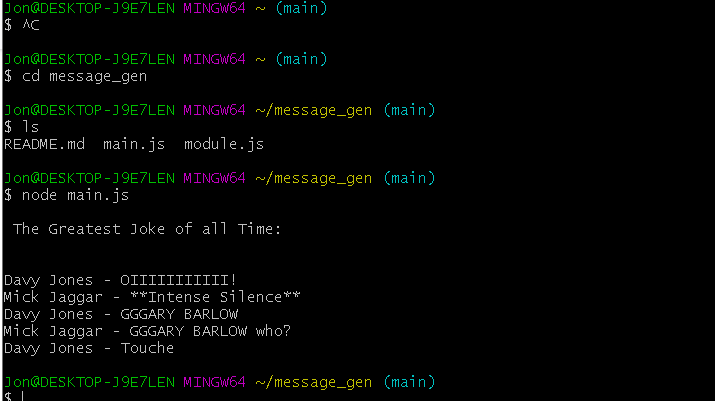 Jon@DESKTOP-J9E7LEN MINGW64 ~ (main)
$ ^C
Jon@DESKTOP-J9E7LEN MINGW64 ~ (main)
$ cd message_gen
Jon@DESKTOP-J9E7LEN MINGW64 ~/message_gen (main)
$ ls
README.md  main.js  module.js
Jon@DESKTOP-J9E7LEN MINGW64 ~/message_gen (main)
$ node main.js
The Greatest Joke of all Time:
Davy Jones - OIIIIIIIIIII!
Mick Jaggar - **Intense Silence**
Davy Jones - GGGARY BARLOW
Mick Jaggar - GGGARY BARLOW who?
Davy Jones - Touche
Jon@DESKTOP-J9E7LEN MINGW64 ~/message_gen (main)
$